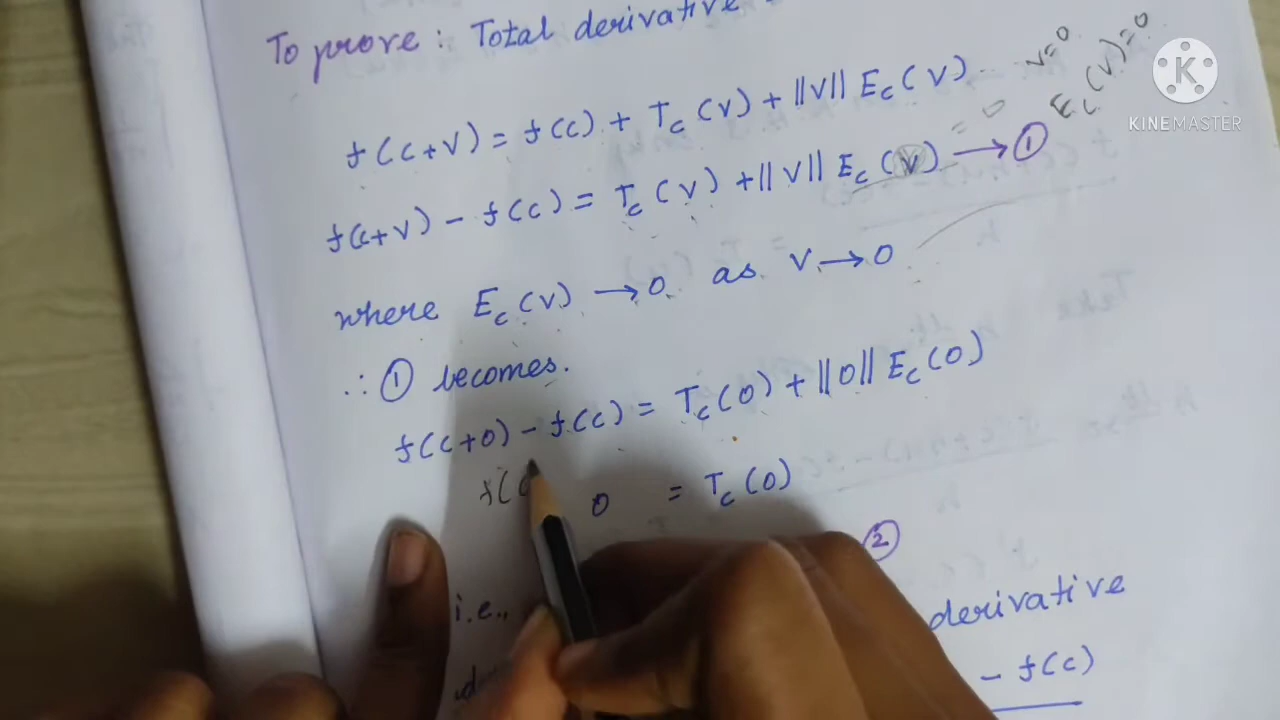 To prove : Total derivative
f(c+v) = f(c) + T_c(v) + ||v|| E_c(v)
v=0
E_c(v)=0
= 0
f(c+v) - f(c) = T_c(v) + ||v|| E_c(v) → ①
where E_c(v) → 0 as v → 0
∴ ① becomes.
f(c+0) - f(c) = T_c(0) + ||0|| E_c(0)
f(c
0 = T_c(0)
②
i.e., derivative
- f(c)
K
KINEMASTER